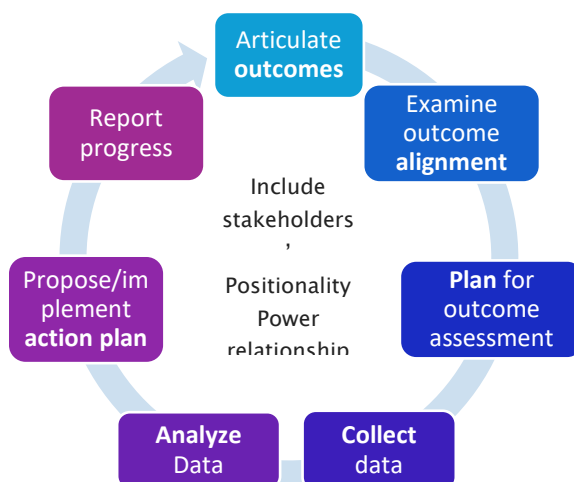 Articulate
outcomes
Examine
outcome
alignment
Plan for
outcome
assessment
Collect
data
Analyze
Data
Propose/im
plement
action plan
Report
progress
Include
stakeholders
’
Positionality
Power
relationship